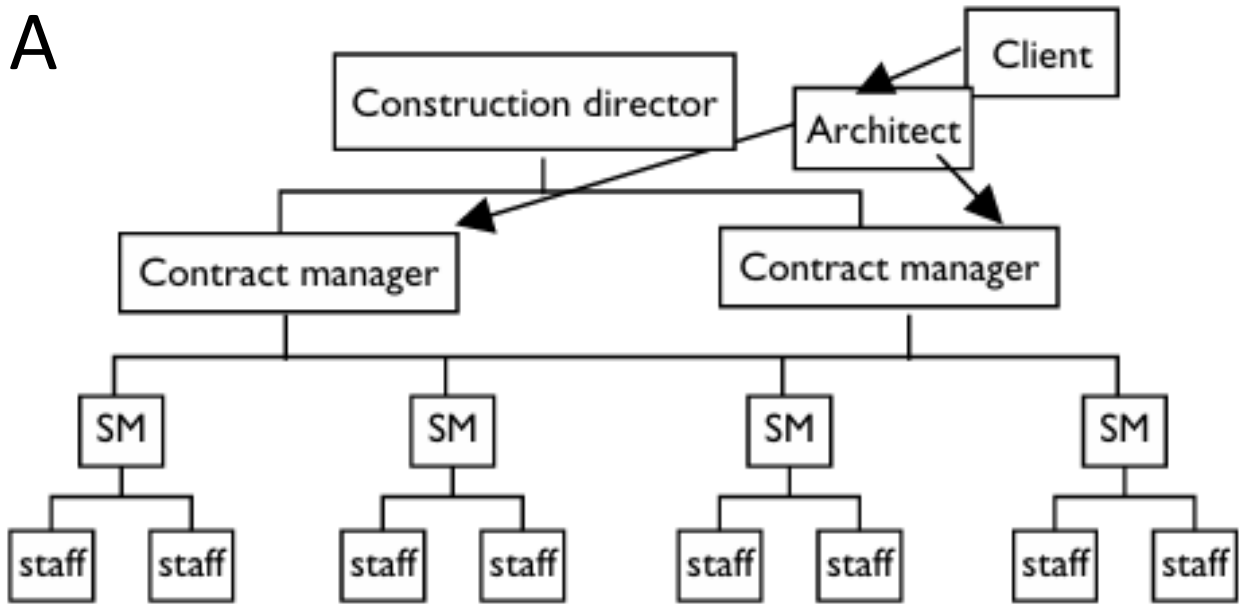 A
Client
Construction director
Architect
Contract manager
Contract manager
SM
SM
SM
SM
staff
staff
staff
staff
staff
staff
staff
staff